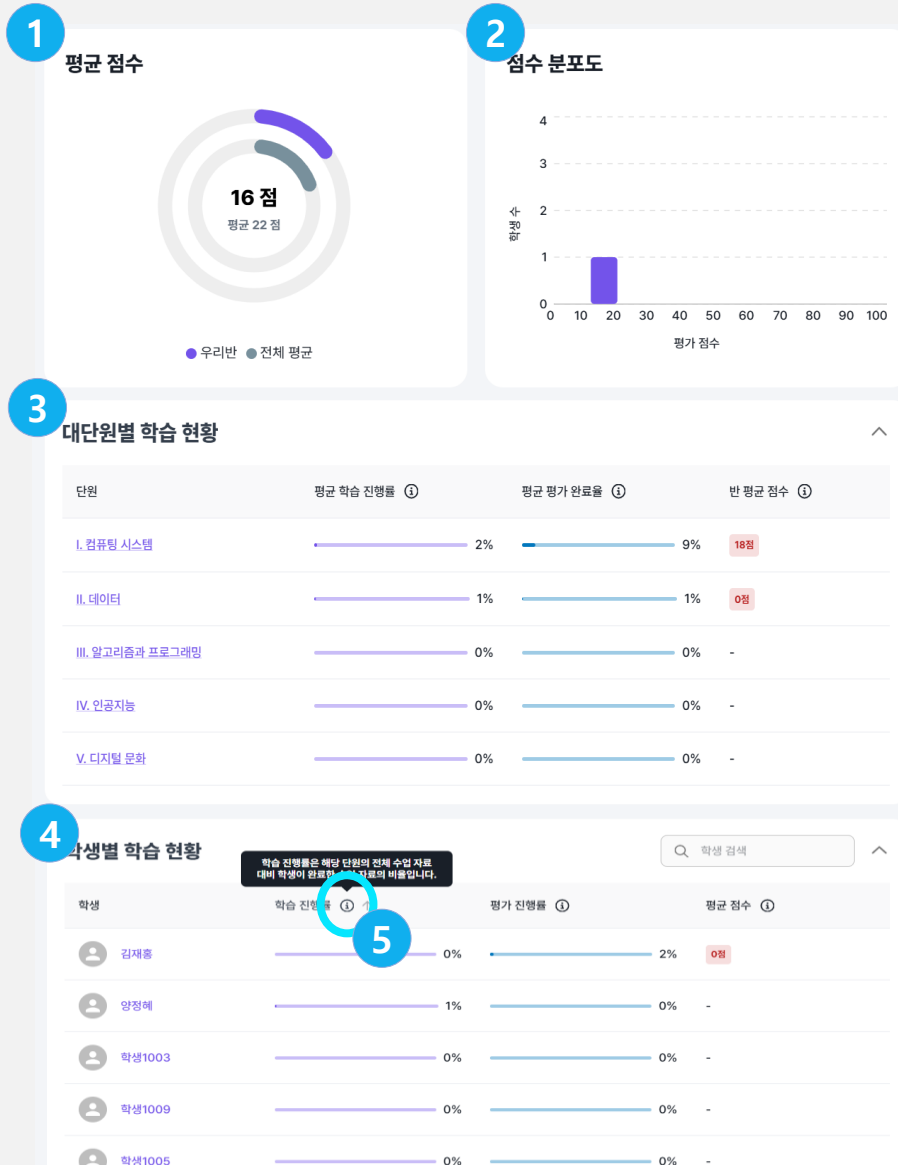 1
평균 점수
16 점
평균 22 점
우리반 전체 평균
2
점수 분포도
4
3
2
1
0
학생 수
0 10 20 30 40 50 60 70 80 90 100
평가 점수
3
대단원별 학습 현황
단원 평균 학습 진행률 평균 평가 완료율 반 평균 점수
I. 컴퓨팅 시스템 2% 9% 18점
II. 데이터 1% 1% 0점
III. 알고리즘과 프로그래밍 0% 0% -
IV. 인공지능 0% 0% -
V. 디지털 문화 0% 0% -
4
학생별 학습 현황
학생 검색
학습 진행률은 해당 단원의 전체 수업 자료
대비 학생이 완료한 수업 자료의 비율입니다.
학생 학습 진행률 평가 진행률 평균 점수
5
김재홍 0% 2% 0점
양정혜 1% 0% -
학생1003 0% 0% -
학생1009 0% 0% -
학생1005 0% 0% -